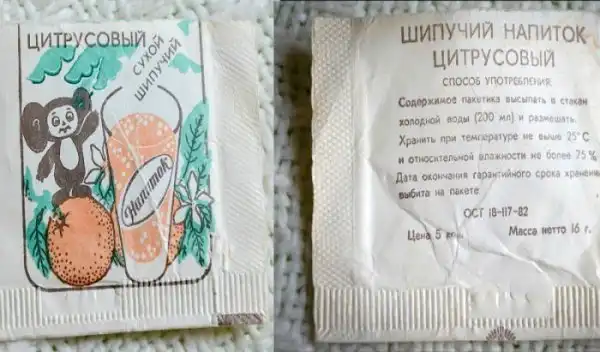 ЦИТРУСОВЫЙ
СУХОЙ
ШИПУЧИЙ
Напиток
ШИПУЧИЙ НАПИТОК
ЦИТРУСОВЫЙ
СПОСОБ УПОТРЕБЛЕНИЯ
Содержимое пакетика высыпать в стакан
холодной воды (200 мл) и размешать.
Хранить при температуре не выше 25°С
и относительной влажности не более 75%
Дата окончания гарантийного срока хранения
выбита на пакете
ОСТ 18-117-82
Цена 5 коп. Масса нетто 16 г.